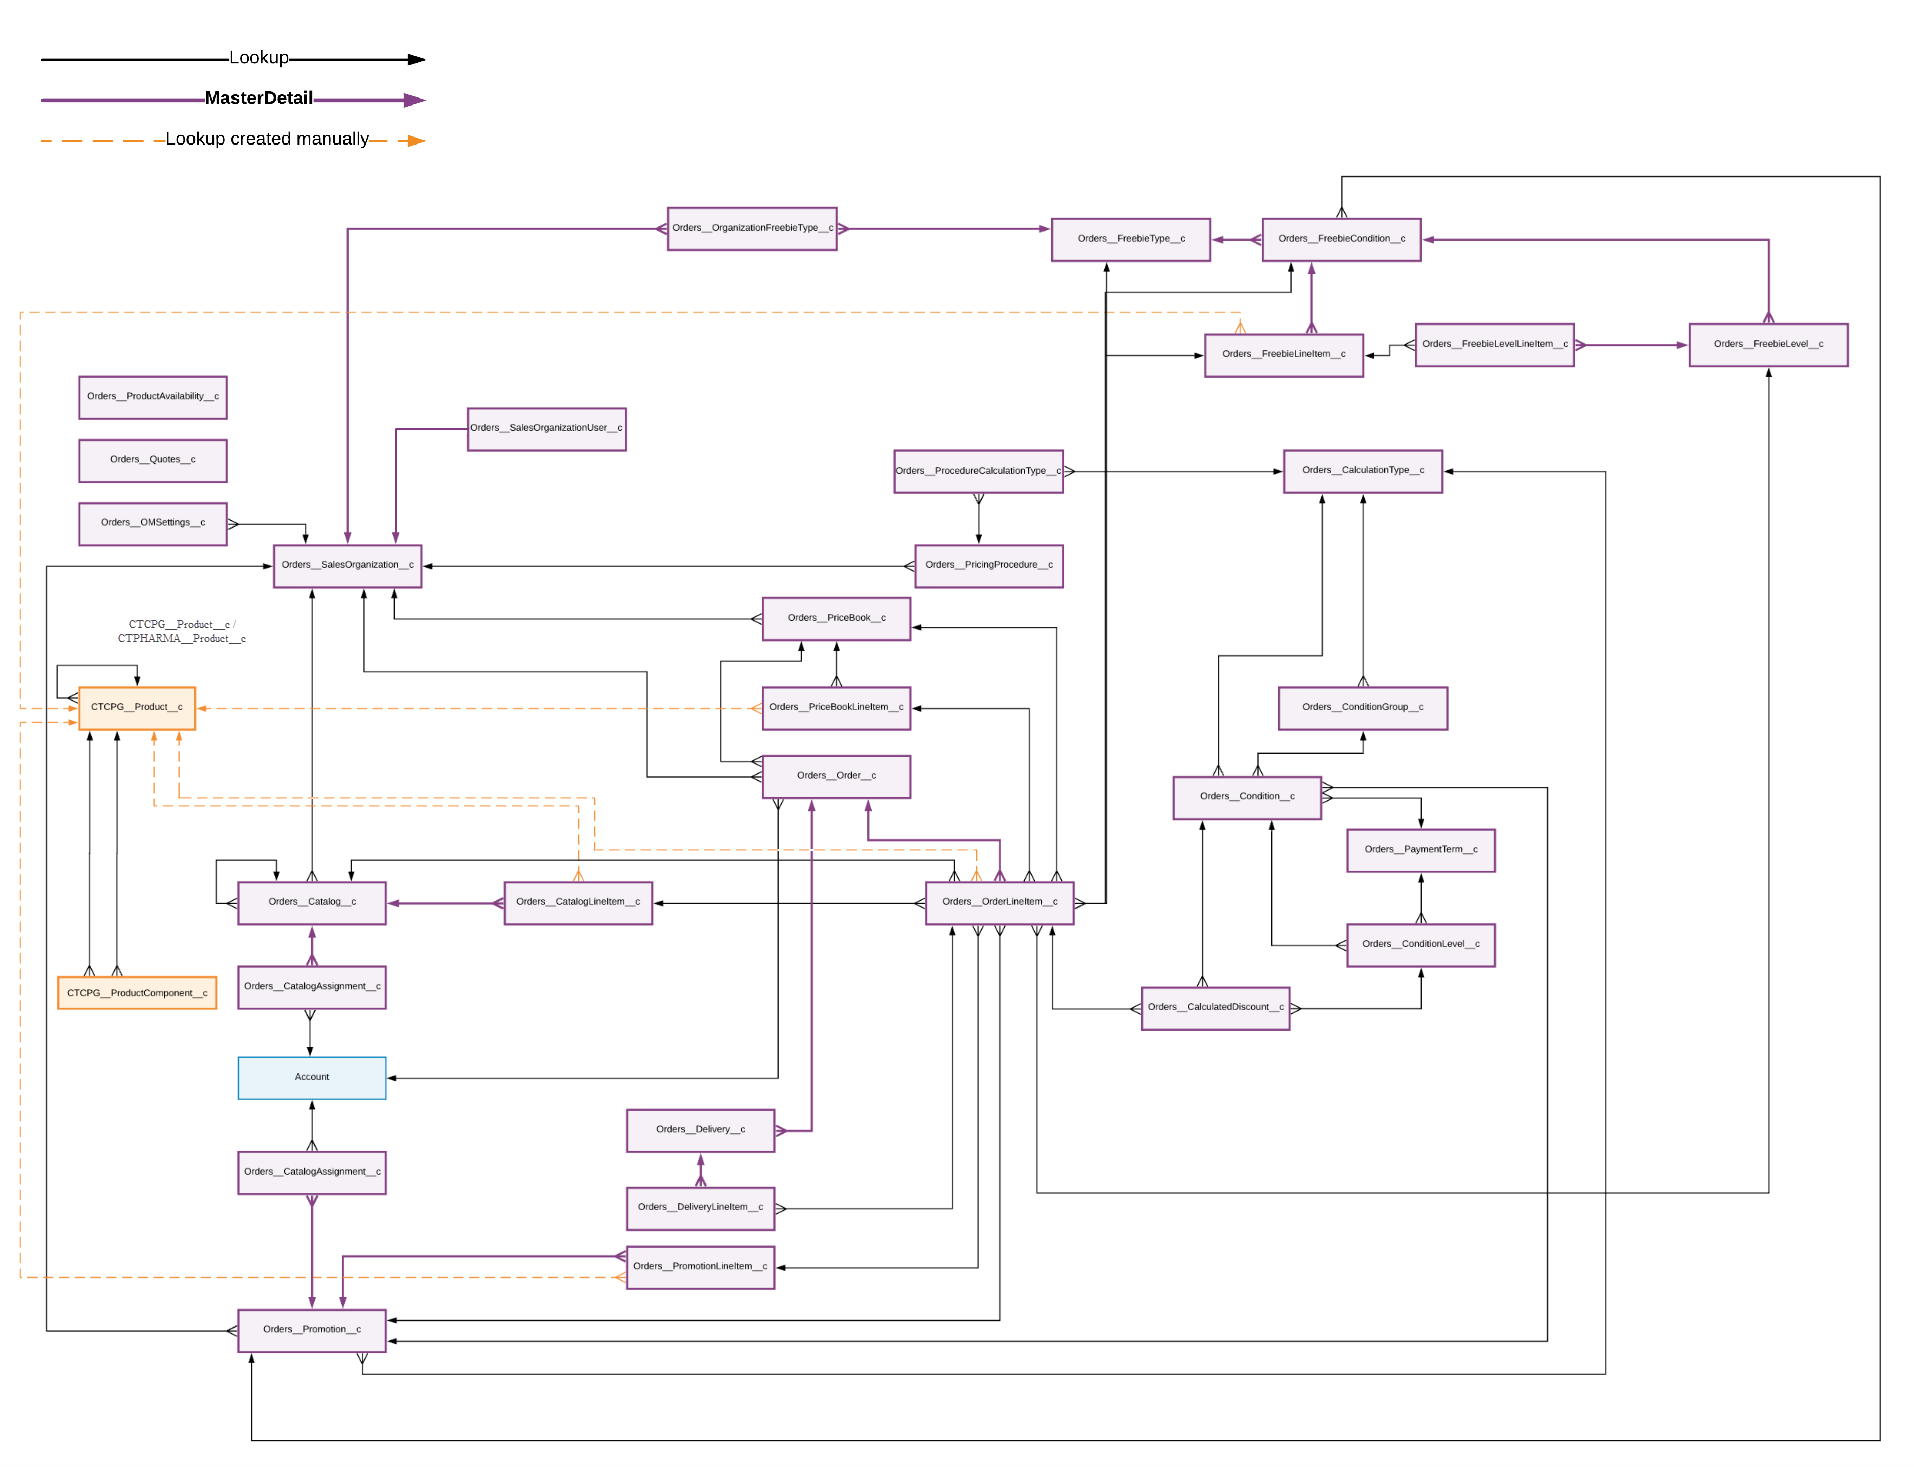 Lookup
MasterDetail
Lookup created manually
Orders__OrganizationFreebieType__c
Orders__FreebieType__c
Orders__FreebieCondition__c
Orders__FreebieLineItem__c
Orders__FreebieLevelLineItem__c
Orders__FreebieLevel__c
Orders__ProductAvailability__c
Orders__SalesOrganizationUser__c
Orders__Quotes__c
Orders__ProcedureCalculationType__c
Orders__CalculationType__c
Orders__OMSettings__c
Orders__SalesOrganization__c
Orders__PricingProcedure__c
Orders__PriceBook__c
CTCPG__Product__c /
CTPHARMA__Product__c
CTCPG__Product__c
Orders__PriceBookLineItem__c
Orders__ConditionGroup__c
Orders__Order__c
Orders__Condition__c
Orders__PaymentTerm__c
Orders__Catalog__c
Orders__CatalogLineItem__c
Orders__OrderLineItem__c
Orders__ConditionLevel__c
CTCPG__ProductComponent__c
Orders__CatalogAssignment__c
Orders__CalculatedDiscount__c
Account
Orders__Delivery__c
Orders__CatalogAssignment__c
Orders__DeliveryLineItem__c
Orders__PromotionLineItem__c
Orders__Promotion__c